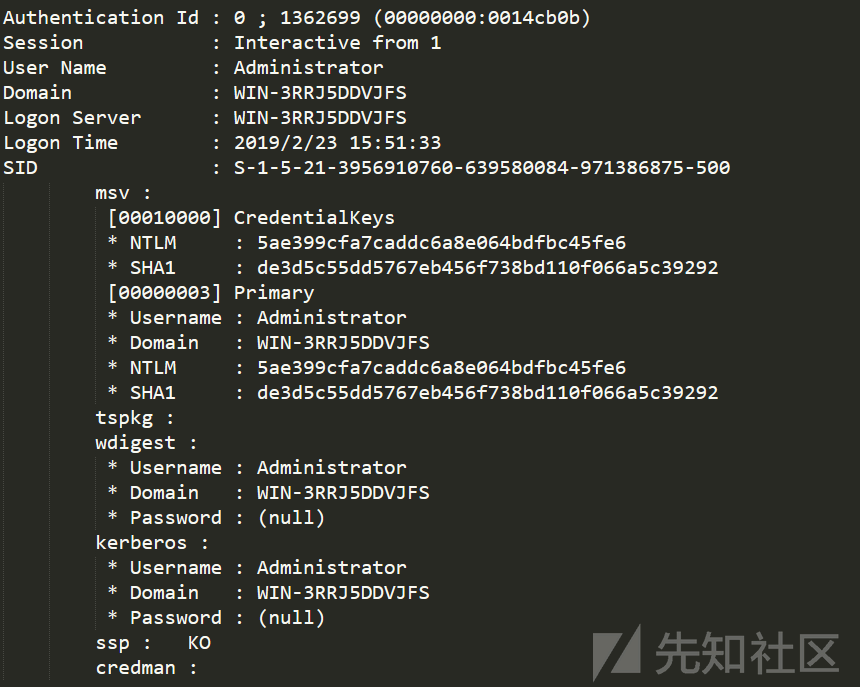 Authentication Id : 0 ; 1362699 (00000000:0014cb0b)
Session           : Interactive from 1
User Name         : Administrator
Domain            : WIN-3RRJ5DDVJFS
Logon Server      : WIN-3RRJ5DDVJFS
Logon Time        : 2019/2/23 15:51:33
SID               : S-1-5-21-3956910760-639580084-971386875-500
        msv :
         [00010000] CredentialKeys
         * NTLM     : 5ae399cfa7caddc6a8e064bdfbc45fe6
         * SHA1     : de3d5c55dd5767eb456f738bd110f066a5c39292
         [00000003] Primary
         * Username : Administrator
         * Domain   : WIN-3RRJ5DDVJFS
         * NTLM     : 5ae399cfa7caddc6a8e064bdfbc45fe6
         * SHA1     : de3d5c55dd5767eb456f738bd110f066a5c39292
        tspkg :
        wdigest :
         * Username : Administrator
         * Domain   : WIN-3RRJ5DDVJFS
         * Password : (null)
        kerberos :
         * Username : Administrator
         * Domain   : WIN-3RRJ5DDVJFS
         * Password : (null)
        ssp :   KO
        credman :
先知社区